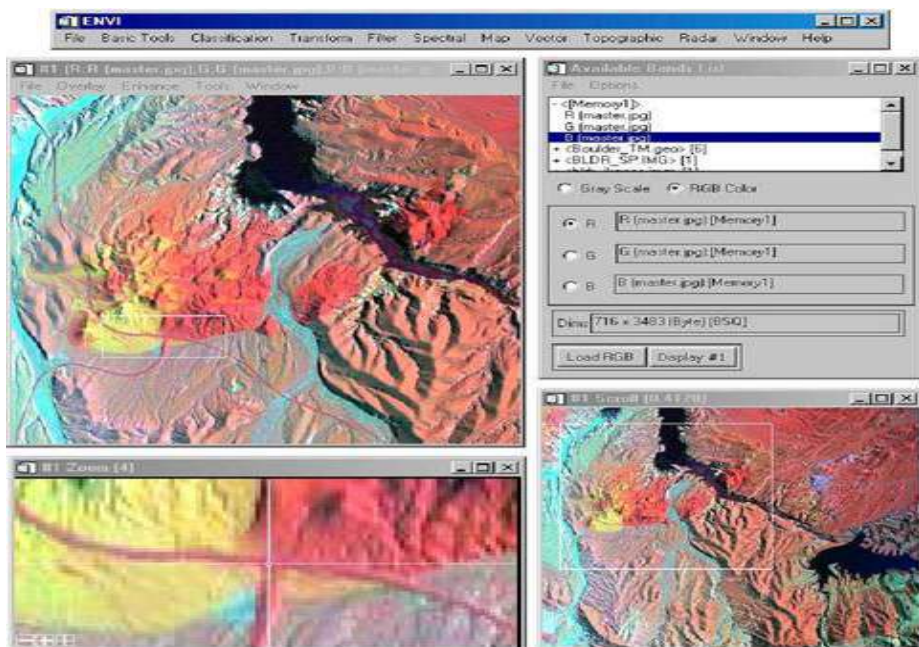 ENVI
File Basic Tools Classification Transform Filter Spectral Map Vector Topographic Radar Window Help
#1 (R:R (master.jpg),G:G (master.jpg),
File Overlay Enhance Tools Window
Available Bands List
File Options
<[Memory1]>
R (master.jpg)
G (master.jpg)
B (master.jpg)
+ <Boulder_TM.geo> [6]
+ <BLDR_SP.IMG> [1]
Gray Scale RGB Color
R R (master.jpg):[Memory1]
G G (master.jpg):[Memory1]
B B (master.jpg):[Memory1]
Dims 716 x 3483 (Byte) [BSQ]
Load RGB Display #1
#1 Zoom [4]
#1 Scroll